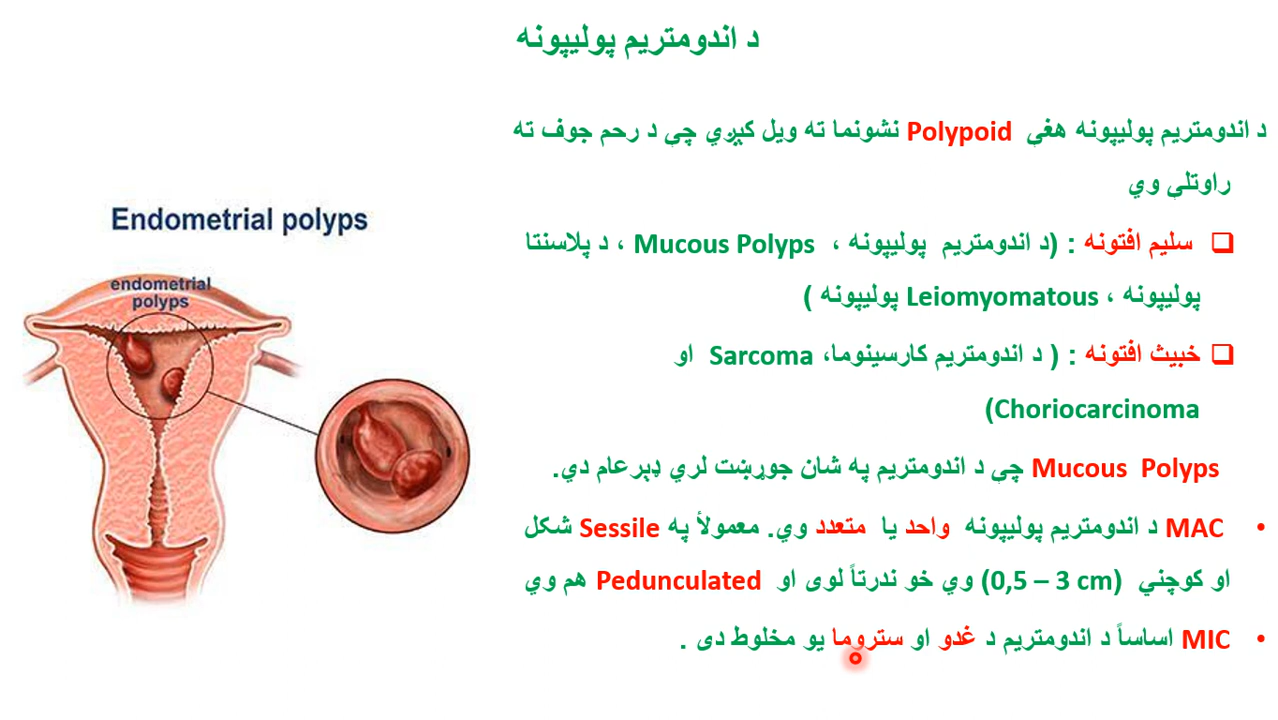 د اندومتریم پولیپونه
د اندومتریم پولیپونه هغې Polypoid نشونما ته ویل کیږي چې د رحم جوف ته
راوتلې وي
❑ سلیم افتونه : (د اندومتریم پولیپونه ، Mucous Polyps ، د پلاسنتا
پولیپونه ، Leiomyomatous پولیپونه )
❑ خبیث افتونه : ( د اندومتریم کارسینوما، Sarcoma او
Choriocarcinoma)
Mucous Polyps چې د اندومتریم په شان جوړښت لري ډېرعام دي.
• MAC د اندومتریم پولیپونه واحد یا متعدد وي. معمولاً په Sessile شکل
او کوچني (0,5 – 3 cm) وي خو ندرتاً لوی او Pedunculated هم وي
• MIC اساساً د اندومتریم د غدو او ستروما یو مخلوط دی .
Endometrial polyps
endometrial
polyps